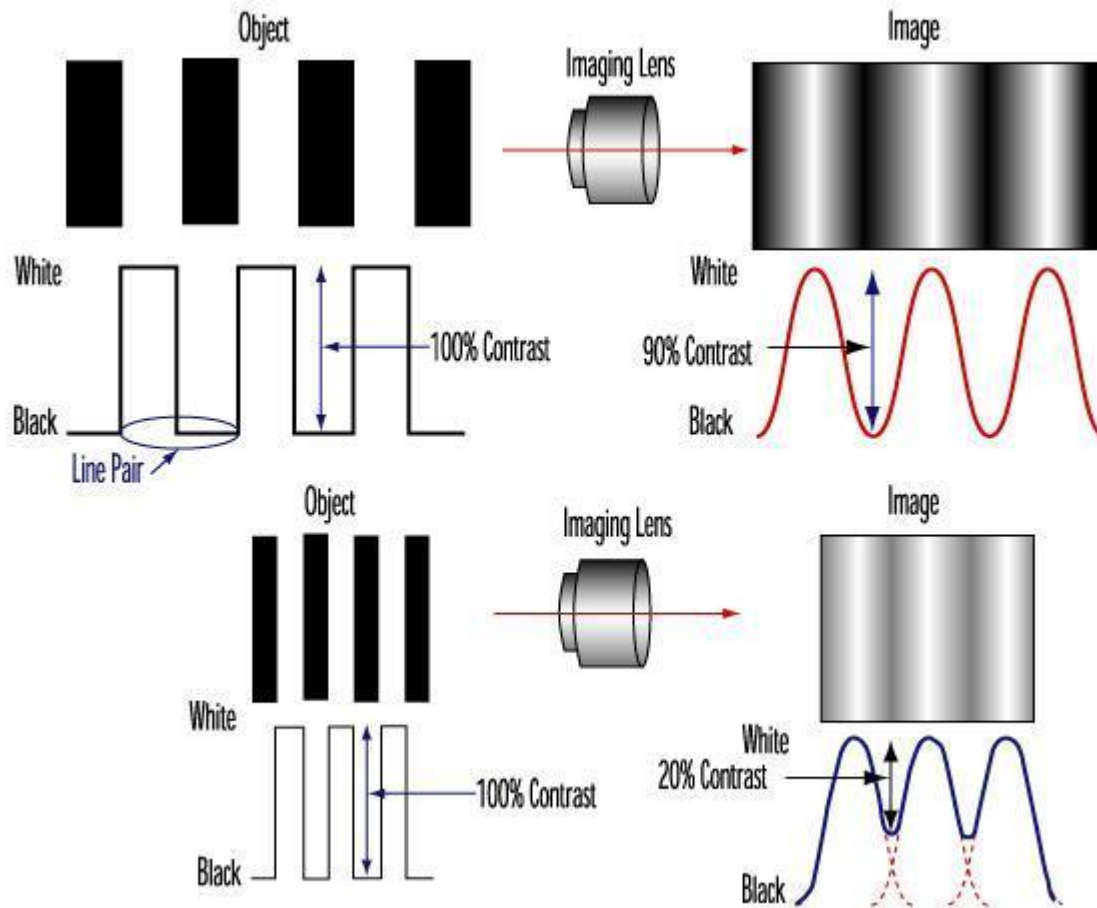 Object
Imaging Lens
Image
White
100% Contrast
Black
Line Pair
White
90% Contrast
Black
Object
Imaging Lens
Image
White
100% Contrast
Black
White
20% Contrast
Black